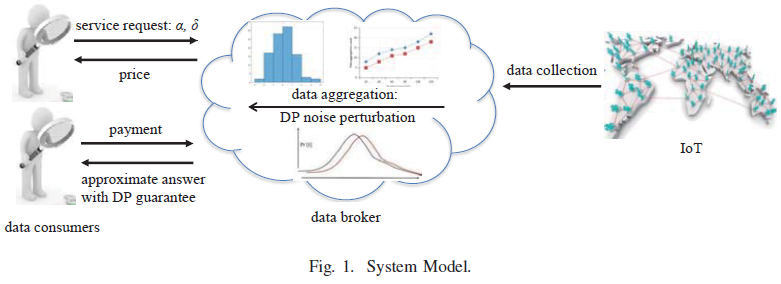 service request: α, δ
price
data collection
data aggregation:
DP noise perturbation
payment
approximate answer
with DP guarantee
IoT
data broker
data consumers
Fig. 1. System Model.